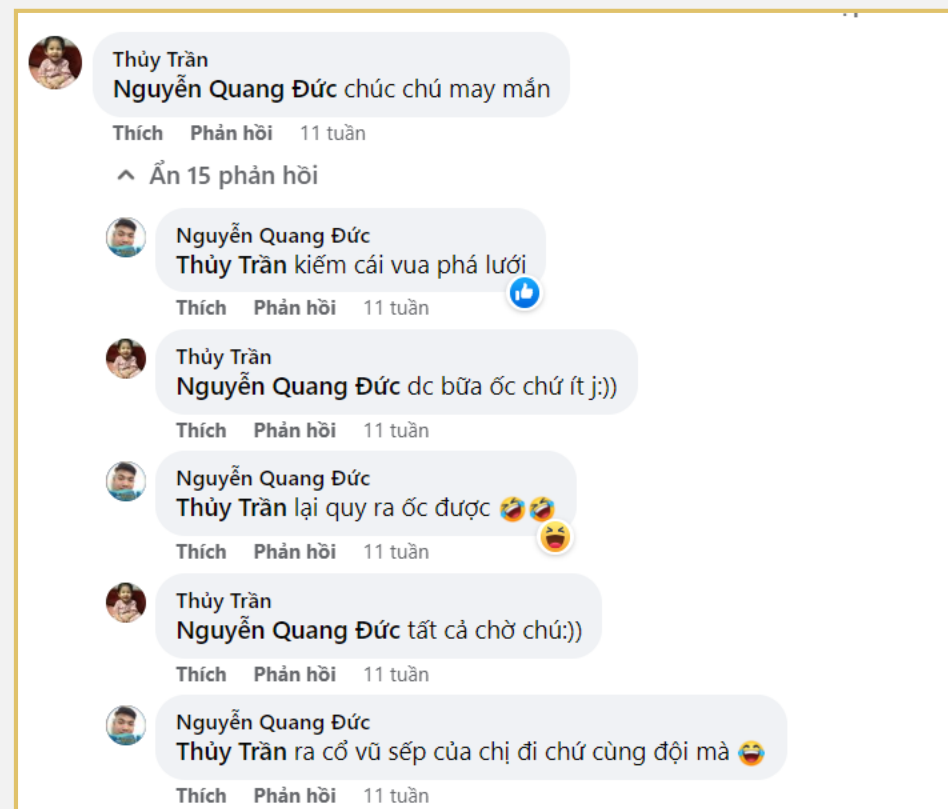 Thủy Trần
Nguyễn Quang Đức chúc chú may mắn
Thích Phản hồi 11 tuần
Ẩn 15 phản hồi
Nguyễn Quang Đức
Thủy Trần kiếm cái vua phá lưới
Thích Phản hồi 11 tuần
Thủy Trần
Nguyễn Quang Đức dc bữa ốc chứ ít j:))
Thích Phản hồi 11 tuần
Nguyễn Quang Đức
Thủy Trần lại quy ra ốc được 🤣🤣
Thích Phản hồi 11 tuần
Thủy Trần
Nguyễn Quang Đức tất cả chờ chú:))
Thích Phản hồi 11 tuần
Nguyễn Quang Đức
Thủy Trần ra cổ vũ sếp của chị đi chứ cùng đội mà 😂
Thích Phản hồi 11 tuần